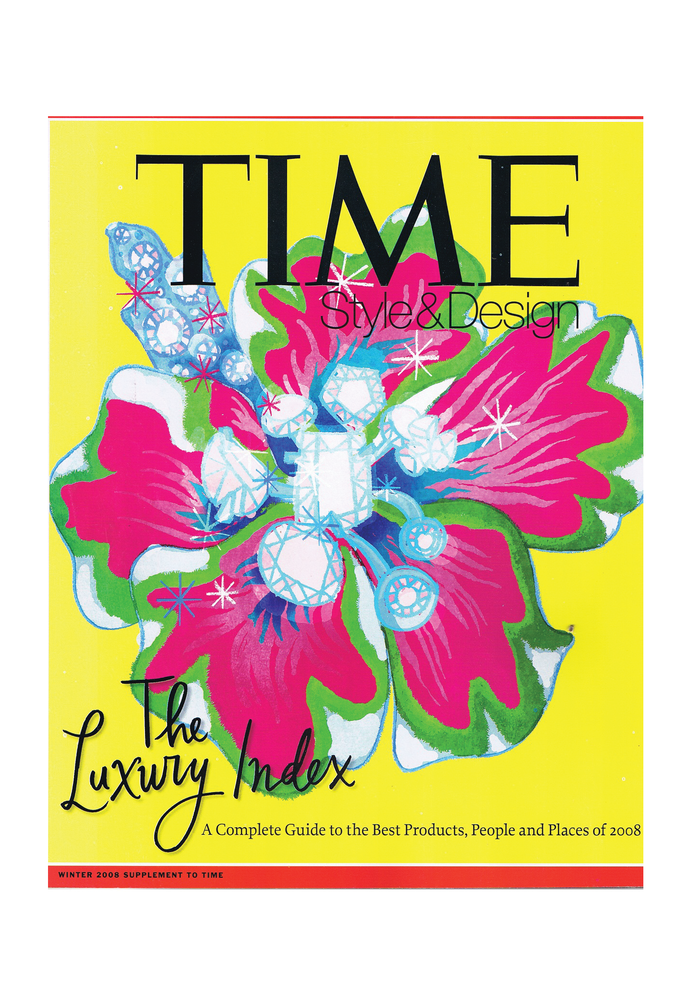 TIME
Style&Design
The
Luxury Index
A Complete Guide to the Best Products, People and Places of 2008
WINTER 2008 SUPPLEMENT TO TIME